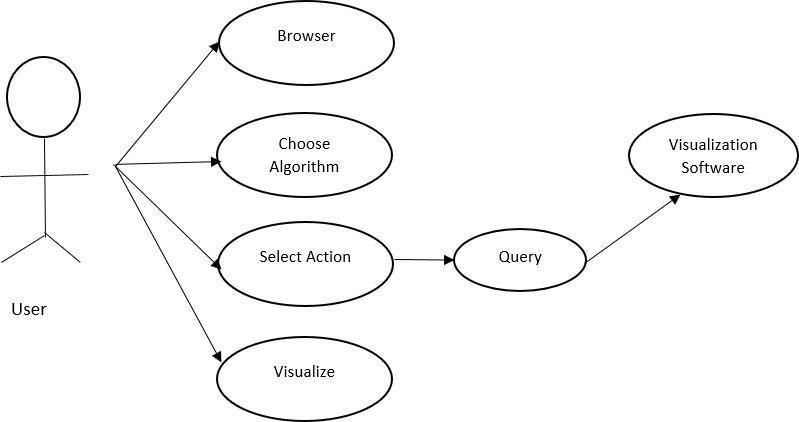 Browser
Choose
Algorithm
Visualization
Software
Select Action
Query
User
Visualize